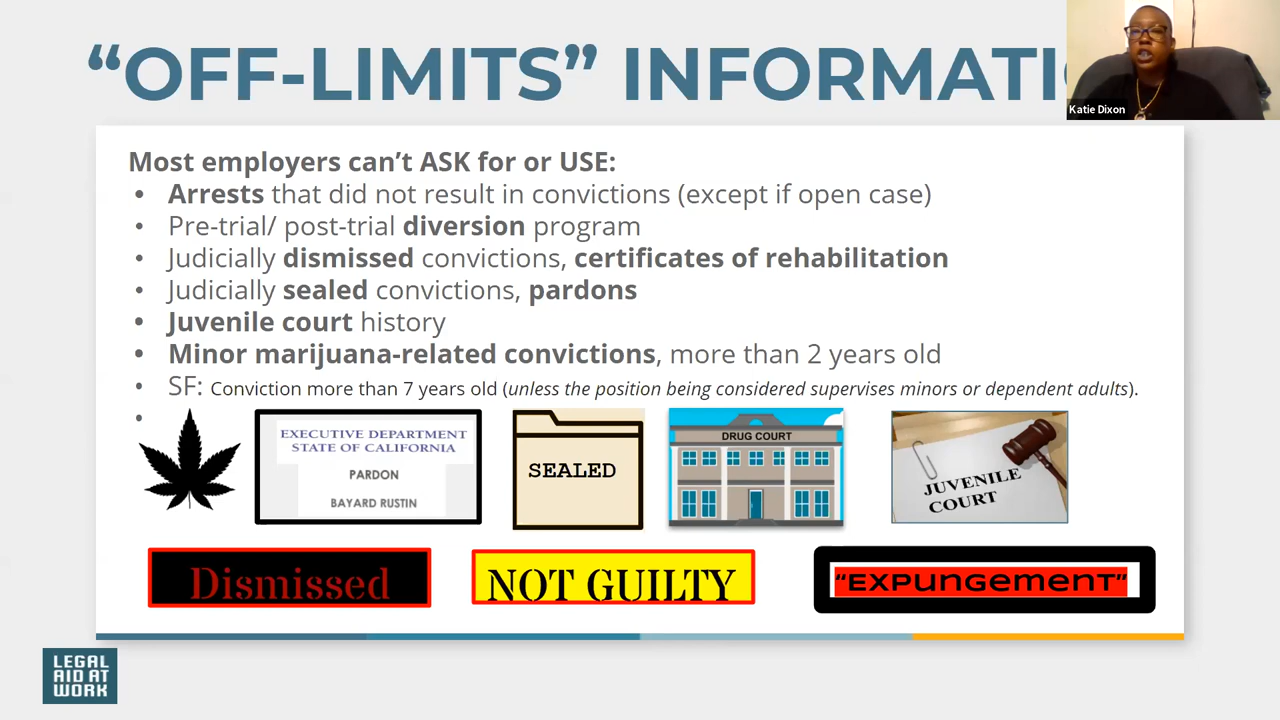 “OFF-LIMITS” INFORMATI
Katie Dixon
Most employers can’t ASK for or USE:
• Arrests that did not result in convictions (except if open case)
• Pre-trial/ post-trial diversion program
• Judicially dismissed convictions, certificates of rehabilitation
• Judicially sealed convictions, pardons
• Juvenile court history
• Minor marijuana-related convictions, more than 2 years old
• SF: Conviction more than 7 years old (unless the position being considered supervises minors or dependent adults).
•
EXECUTIVE DEPARTMENT
STATE OF CALIFORNIA
PARDON
BAYARD RUSTIN
SEALED
DRUG COURT
JUVENILE
COURT
Dismissed
NOT GUILTY
“Expungement”
LEGAL
AID AT
WORK